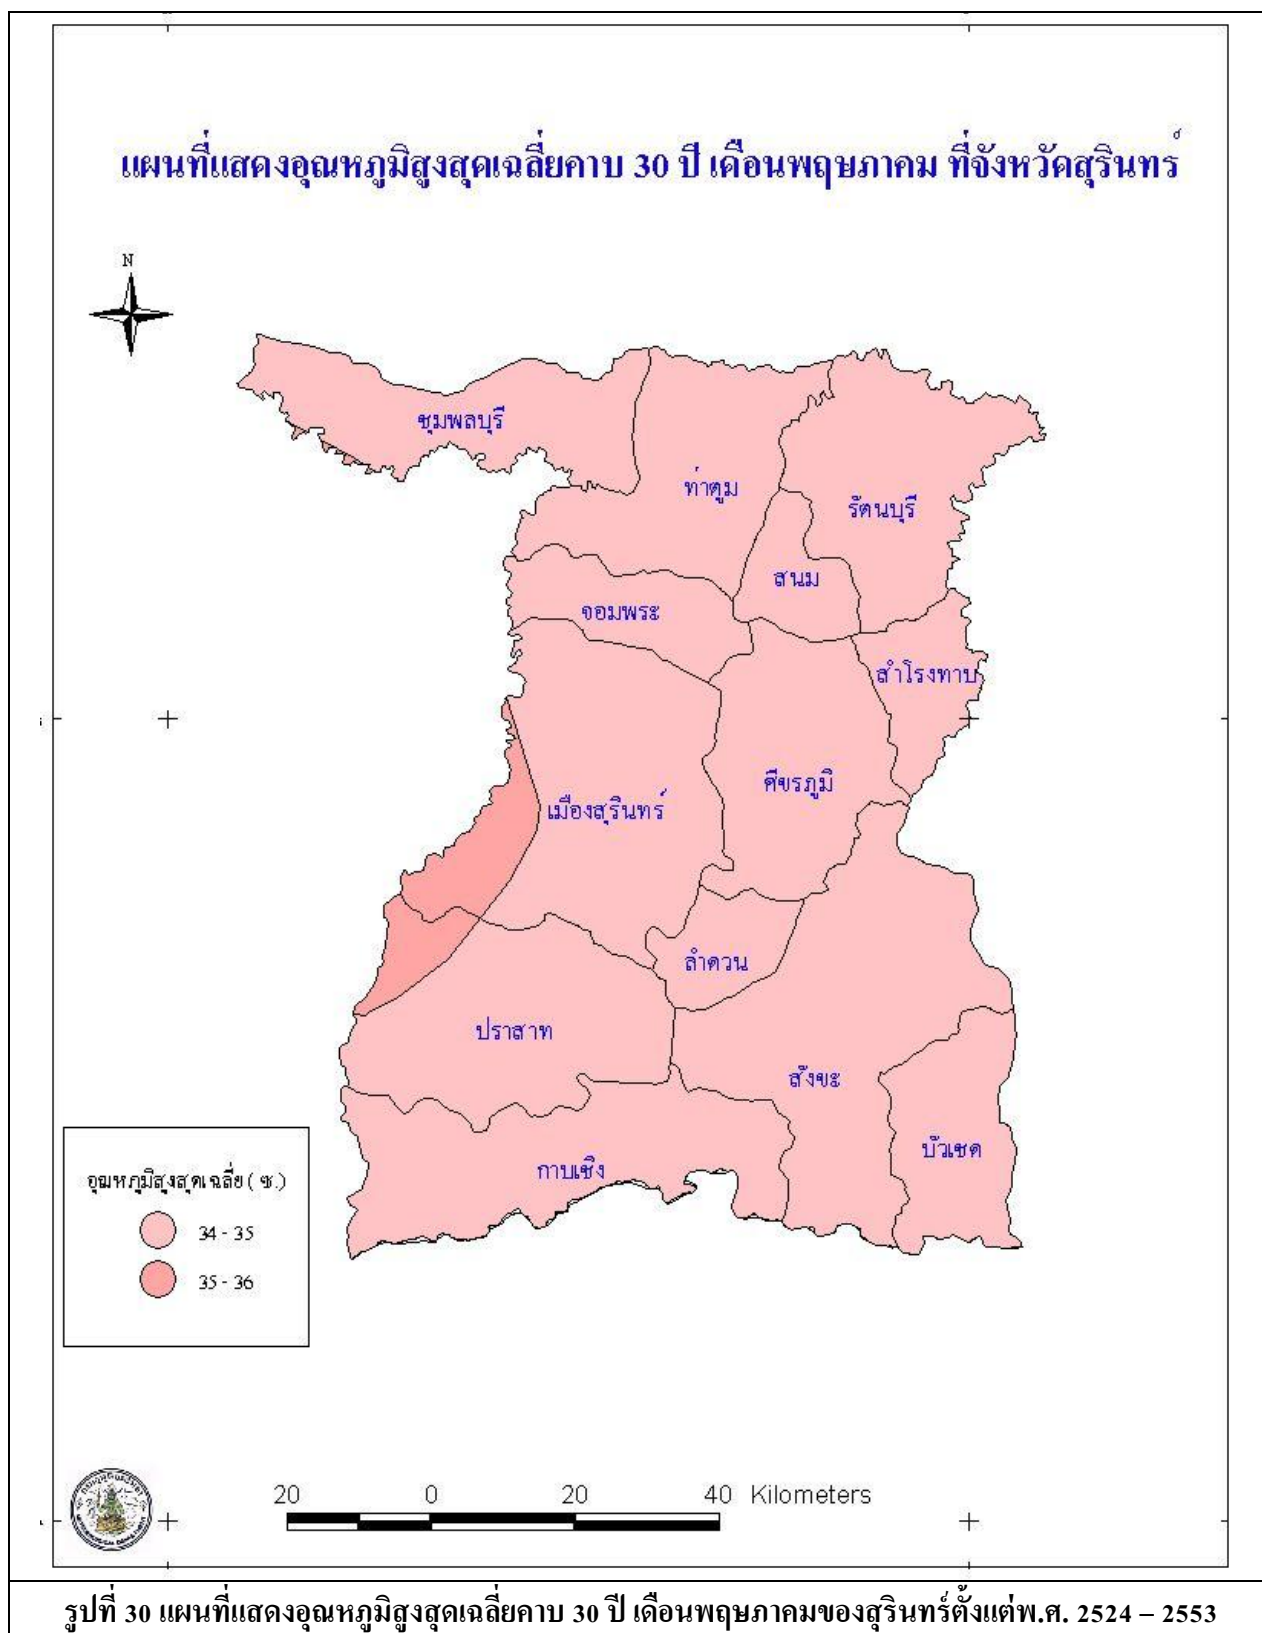 แผนที่แสดงอุณหภูมิสูงสุดเฉลี่ยคาบ 30 ปี เดือนพฤษภาคม ที่จังหวัดสุรินทร์
N
ชุมพลบุรี
ท่าตูม
รัตนบุรี
สนม
จอมพระ
สำโรงทาบ
ศีขรภูมิ
เมืองสุรินทร์
ลำดวน
ปราสาท
สังขะ
บัวเชด
กาบเชิง
อุณหภูมิสูงสุดเฉลี่ย ( ซ.)
34 - 35
35 - 36
20 0 20 40 Kilometers
รูปที่ 30 แผนที่แสดงอุณหภูมิสูงสุดเฉลี่ยคาบ 30 ปี เดือนพฤษภาคมของสุรินทร์ตั้งแต่พ.ศ. 2524 – 2553